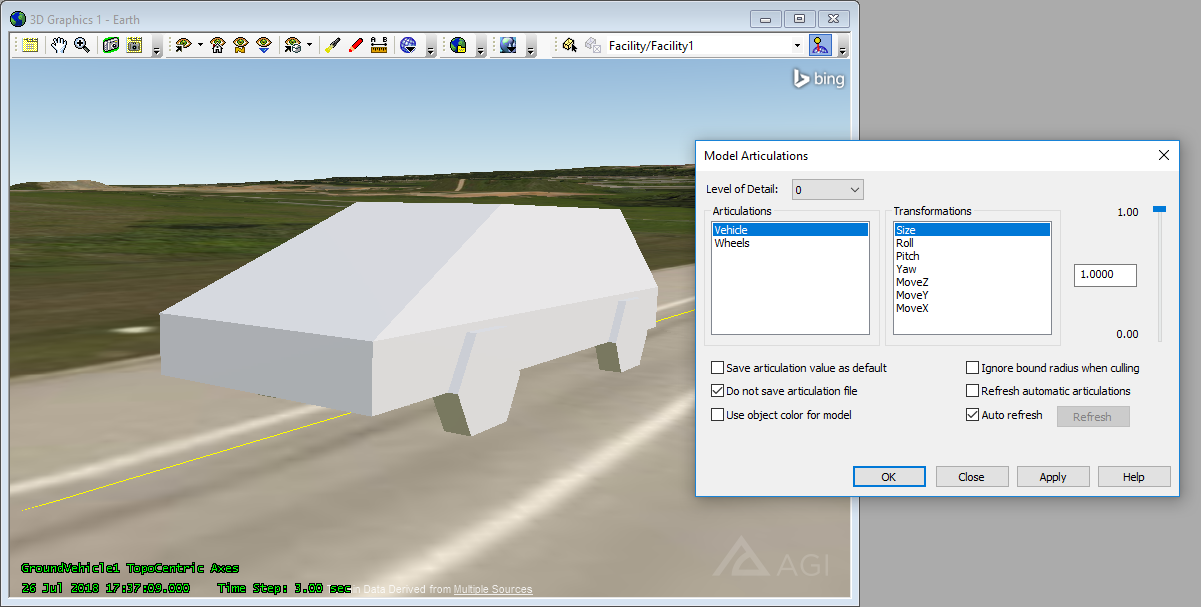 3D Graphics 1 - Earth
A B
Facility/Facility1
bing
Model Articulations
Level of Detail: 0
Articulations
Vehicle
Wheels
Transformations
Size
Roll
Pitch
Yaw
MoveZ
MoveY
MoveX
1.00
1.0000
0.00
Save articulation value as default
Do not save articulation file
Use object color for model
Ignore bound radius when culling
Refresh automatic articulations
Auto refresh
Refresh
OK Close Apply Help
AGI
GroundVehicle1 TopoCentric Axes
26 Jul 2018 17:37:09.000 Time Step: 3.00 sec
Data Derived from Multiple Sources